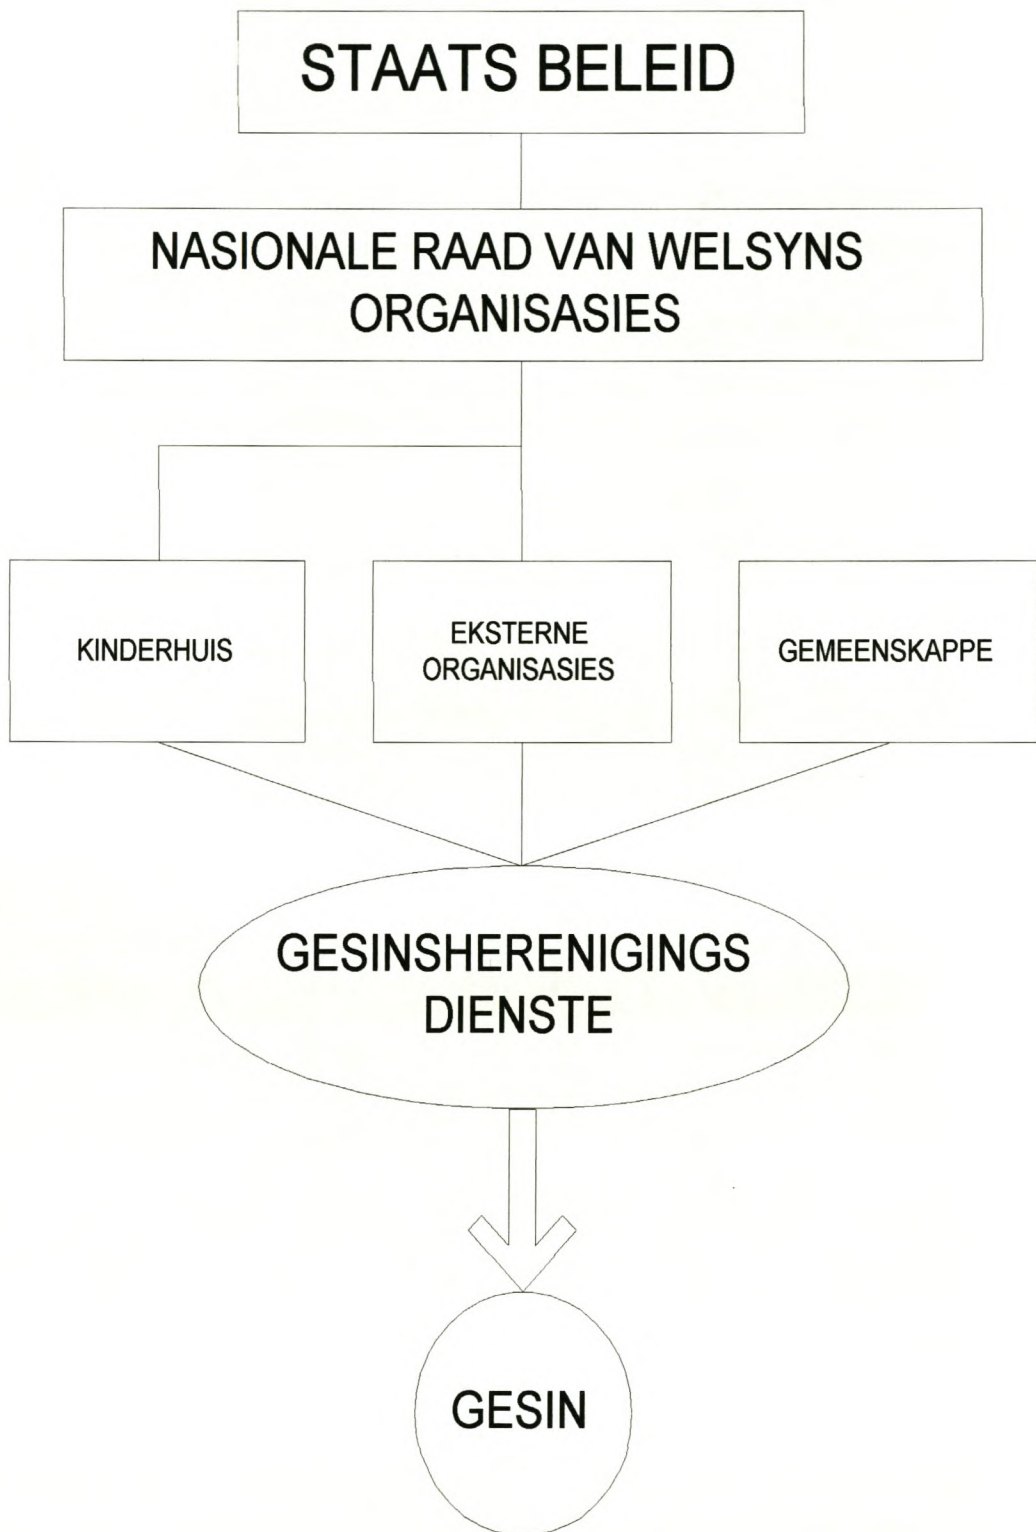 STAATS BELEID
NASIONALE RAAD VAN WELSYNS
ORGANISASIES
KINDERHUIS
EKSTERNE
ORGANISASIES
GEMEENSKAPPE
GESINSHERENIGINGS
DIENSTE
GESIN